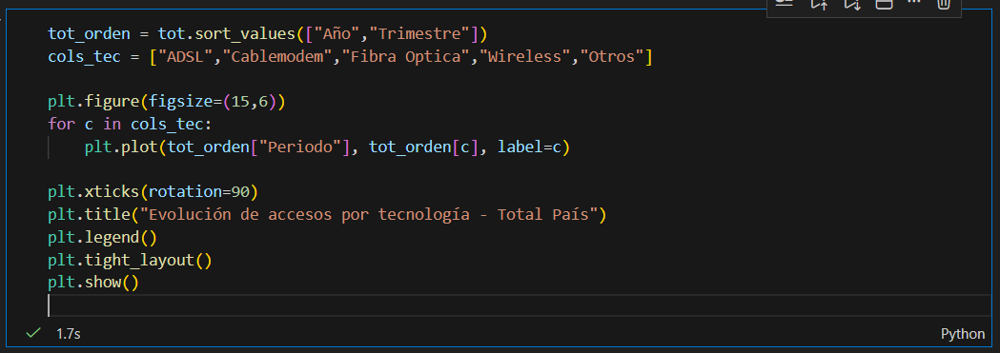 tot_orden = tot.sort_values(["Año","Trimestre"])
cols_tec = ["ADSL","Cablemodem","Fibra Optica","Wireless","Otros"]
plt.figure(figsize=(15,6))
for c in cols_tec:
    plt.plot(tot_orden["Periodo"], tot_orden[c], label=c)
plt.xticks(rotation=90)
plt.title("Evolución de accesos por tecnología - Total País")
plt.legend()
plt.tight_layout()
plt.show()
1.7s
Python